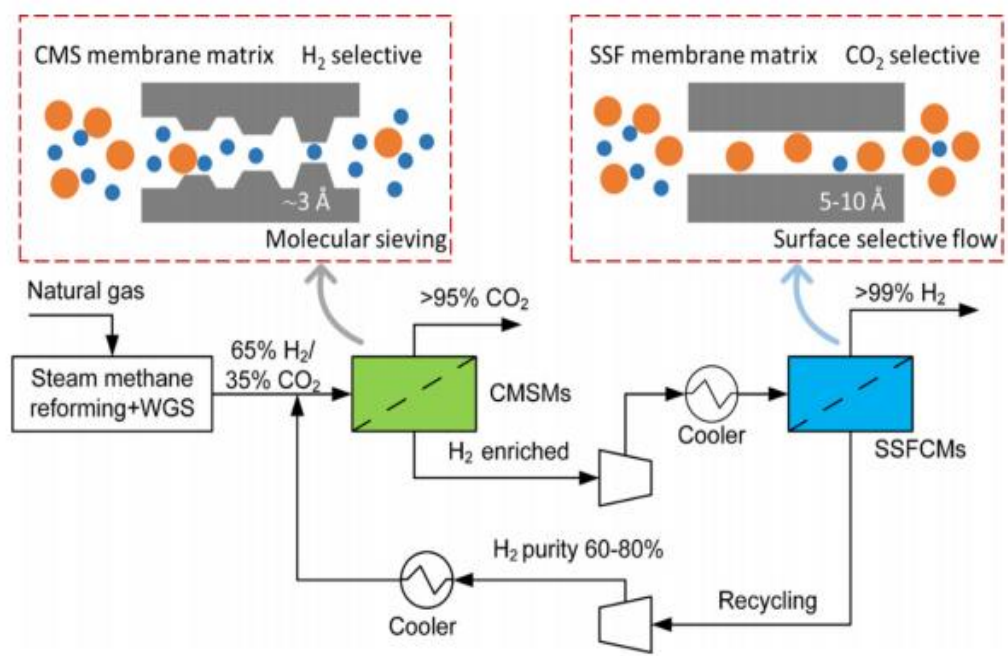 CMS membrane matrix H₂ selective
~3 Å
Molecular sieving
SSF membrane matrix CO₂ selective
5-10 Å
Surface selective flow
Natural gas
Steam methane
reforming+WGS
65% H₂/
35% CO₂
>95% CO₂
CMSMs
H₂ enriched
Cooler
>99% H₂
SSFCMs
H₂ purity 60-80%
Cooler
Recycling